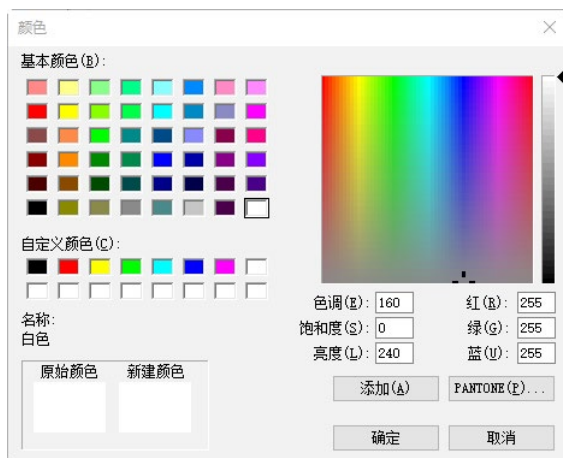 颜色
基本颜色(B):
自定义颜色(C):
名称:
白色
原始颜色 新建颜色
色调(E): 160 红(R): 255
饱和度(S): 0 绿(G): 255
亮度(L): 240 蓝(U): 255
添加(A) PANTONE(P)...
确定 取消